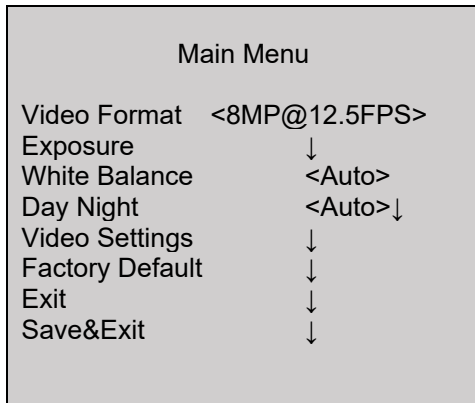 Main Menu
Video Format <8MP@12.5FPS>
Exposure ↓
White Balance <Auto>
Day Night <Auto>↓
Video Settings ↓
Factory Default ↓
Exit ↓
Save&Exit ↓